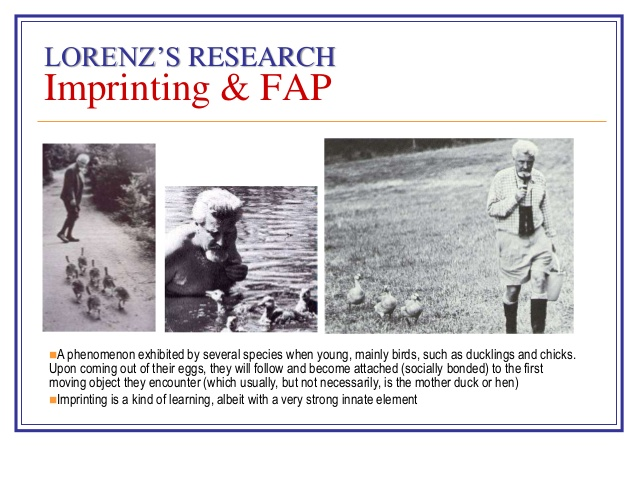 LORENZ'S RESEARCH
Imprinting & FAP
A phenomenon exhibited by several species when young, mainly birds, such as ducklings and chicks.
Upon coming out of their eggs, they will follow and become attached (socially bonded) to the first
moving object they encounter (which usually, but not necessarily, is the mother duck or hen)
Imprinting is a kind of learning, albeit with a very strong innate element